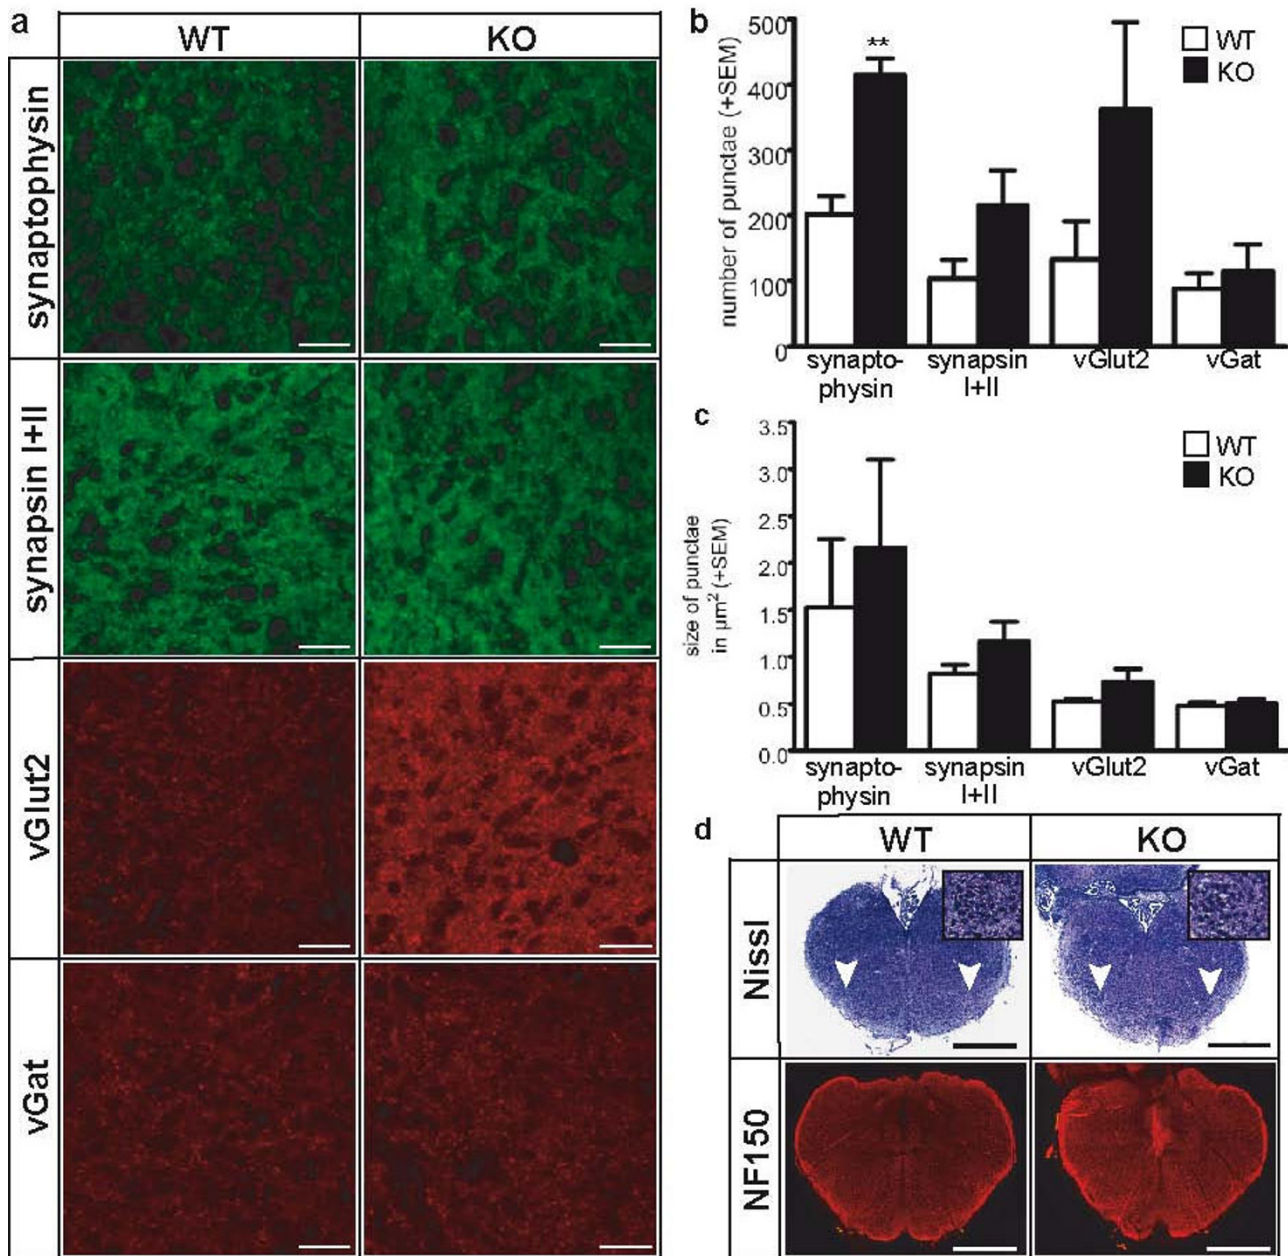 a
WT
KO
synaptophysin
synapsin I+II
vGlut2
vGat
b
number of punctae (+SEM)
500
400
300
200
100
0
**
WT
KO
synapto-
physin
synapsin
I+II
vGlut2
vGat
c
size of punctae
in µm² (+SEM)
3.5
3.0
2.5
2.0
1.5
1.0
0.5
0.0
WT
KO
synapto-
physin
synapsin
I+II
vGlut2
vGat
d
WT
KO
Nissl
NF150